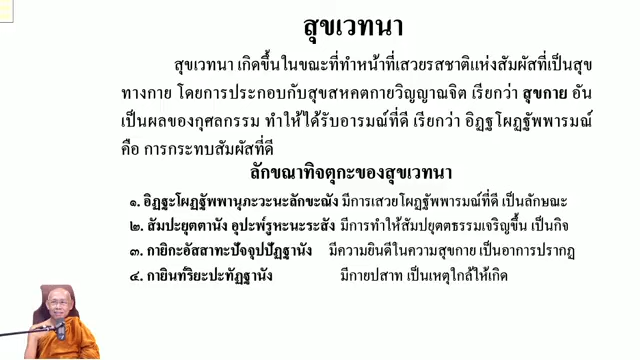 สุขเวทนา
สุขเวทนา เกิดขึ้นในขณะที่ทำหน้าที่เสวยรสชาติแห่งสัมผัสที่เป็นสุข
ทางกาย โดยการประกอบกับสุขสหคตกายวิญญาณจิต เรียกว่า สุขกาย อัน
เป็นผลของกุศลกรรม ทำให้ได้รับอารมณ์ที่ดี เรียกว่า อิฏฐโผฏฐัพพารมณ์
คือ การกระทบสัมผัสที่ดี
ลักขณาทิจตุกะของสุขเวทนา
๑. อิฏฐะโผฏฐัพพานุภะวะนะลักขะณัง มีการเสวยโผฏฐัพพารมณ์ที่ดี เป็นลักษณะ
๒. สัมปะยุตตานัง อุปะพ๎รูหะนะระสัง มีการทำให้สัมปยุตตธรรมเจริญขึ้น เป็นกิจ
๓. กายิกะอัสสาทะปัจจุปปัฏฐานัง มีความยินดีในความสุขกาย เป็นอาการปรากฏ
๔. กายินท๎ริยะปะทัฏฐานัง มีกายปสาท เป็นเหตุใกล้ให้เกิด